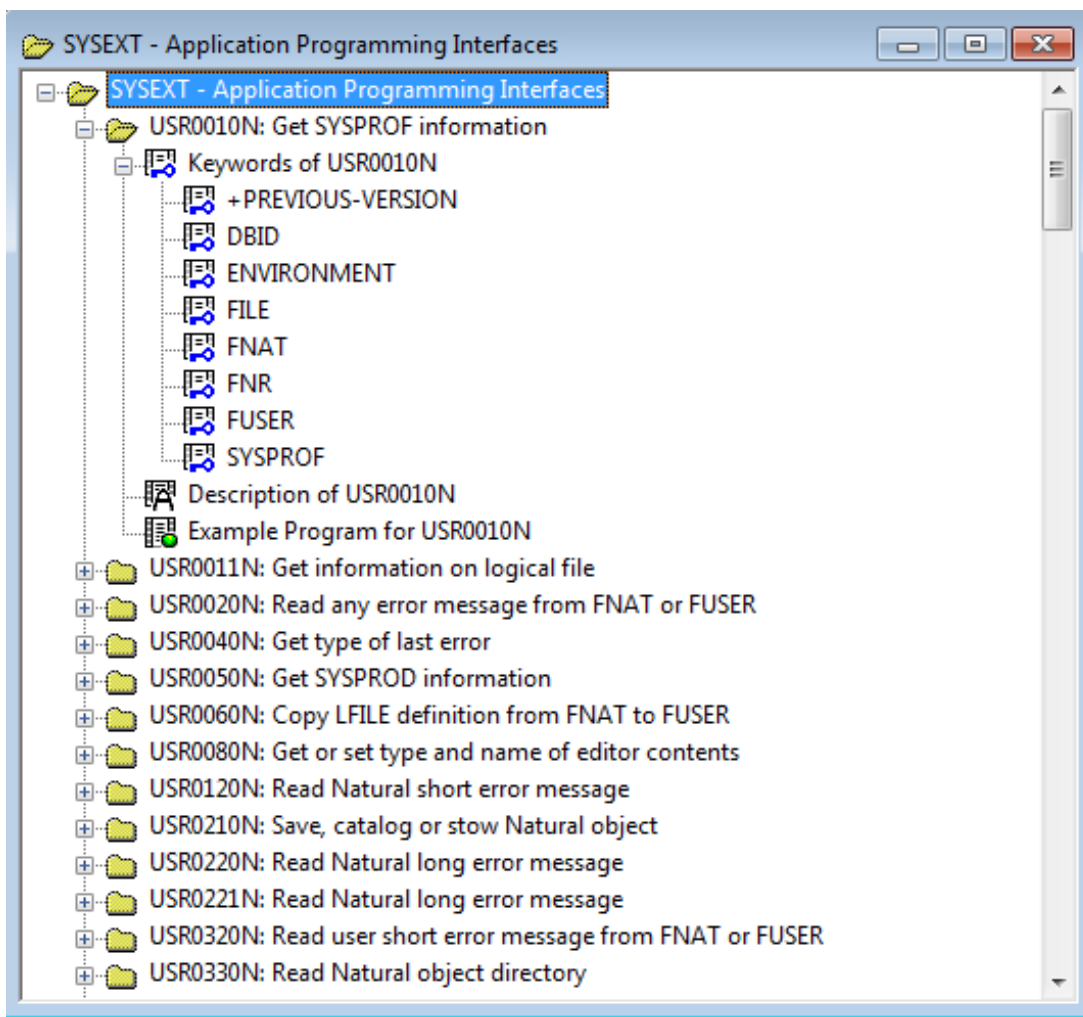 SYSEXT - Application Programming Interfaces
SYSEXT - Application Programming Interfaces
USR0010N: Get SYSPROF information
Keywords of USR0010N
+PREVIOUS-VERSION
DBID
ENVIRONMENT
FILE
FNAT
FNR
FUSER
SYSPROF
Description of USR0010N
Example Program for USR0010N
USR0011N: Get information on logical file
USR0020N: Read any error message from FNAT or FUSER
USR0040N: Get type of last error
USR0050N: Get SYSPROD information
USR0060N: Copy LFILE definition from FNAT to FUSER
USR0080N: Get or set type and name of editor contents
USR0120N: Read Natural short error message
USR0210N: Save, catalog or stow Natural object
USR0220N: Read Natural long error message
USR0221N: Read Natural long error message
USR0320N: Read user short error message from FNAT or FUSER
USR0330N: Read Natural object directory